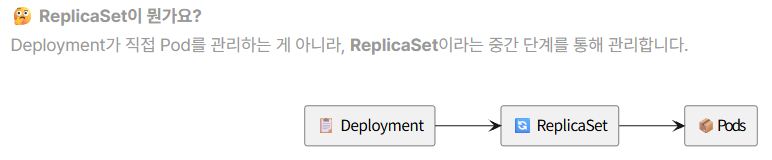 🤔 ReplicaSet이 뭔가요?
Deployment가 직접 Pod를 관리하는 게 아니라, ReplicaSet이라는 중간 단계를 통해 관리합니다.
📋 Deployment
🔄 ReplicaSet
📦 Pods